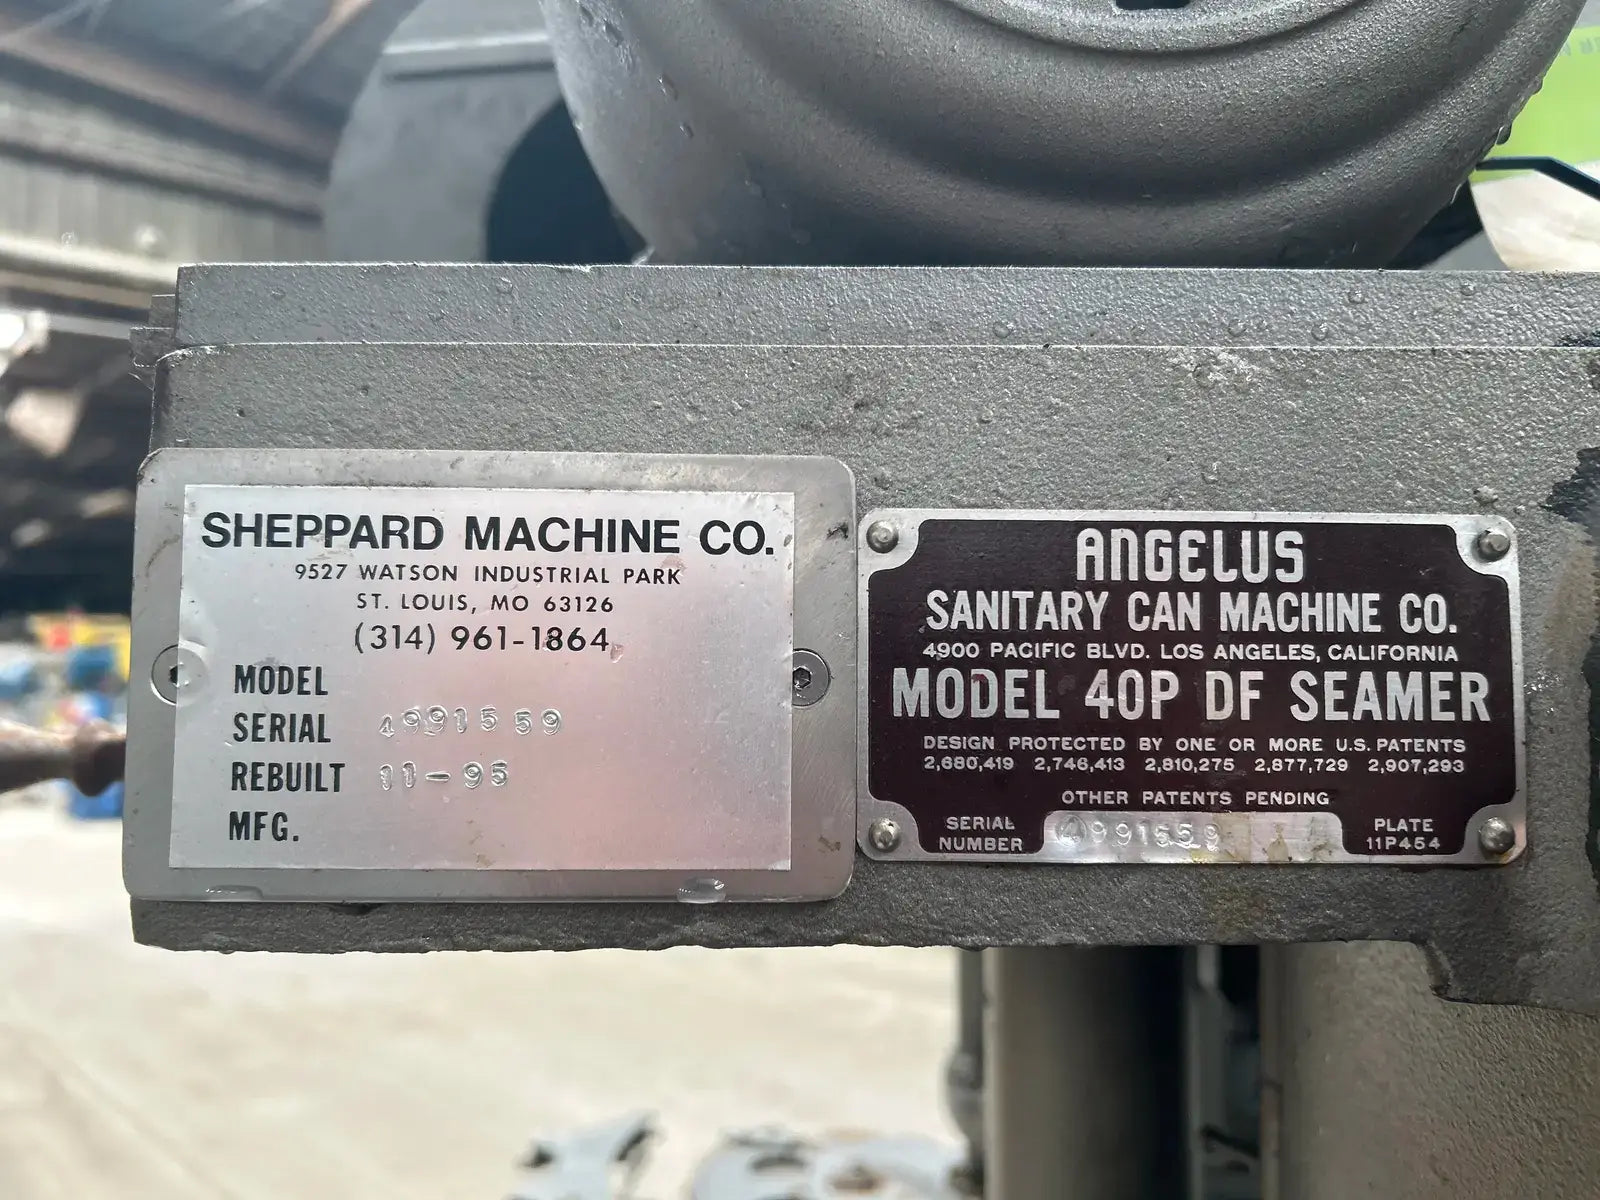 SHEPPARD MACHINE CO.
9527 WATSON INDUSTRIAL PARK
ST. LOUIS, MO 63126
(314) 961-1864
MODEL
SERIAL 4991559
REBUILT 11-95
MFG.
ANGELUS
SANITARY CAN MACHINE CO.
4900 PACIFIC BLVD. LOS ANGELES, CALIFORNIA
MODEL 40P DF SEAMER
DESIGN PROTECTED BY ONE OR MORE U.S. PATENTS
2,680,419 2,746,413 2,810,275 2,877,729 2,907,293
OTHER PATENTS PENDING
SERIAL NUMBER 4991559
PLATE 11P454